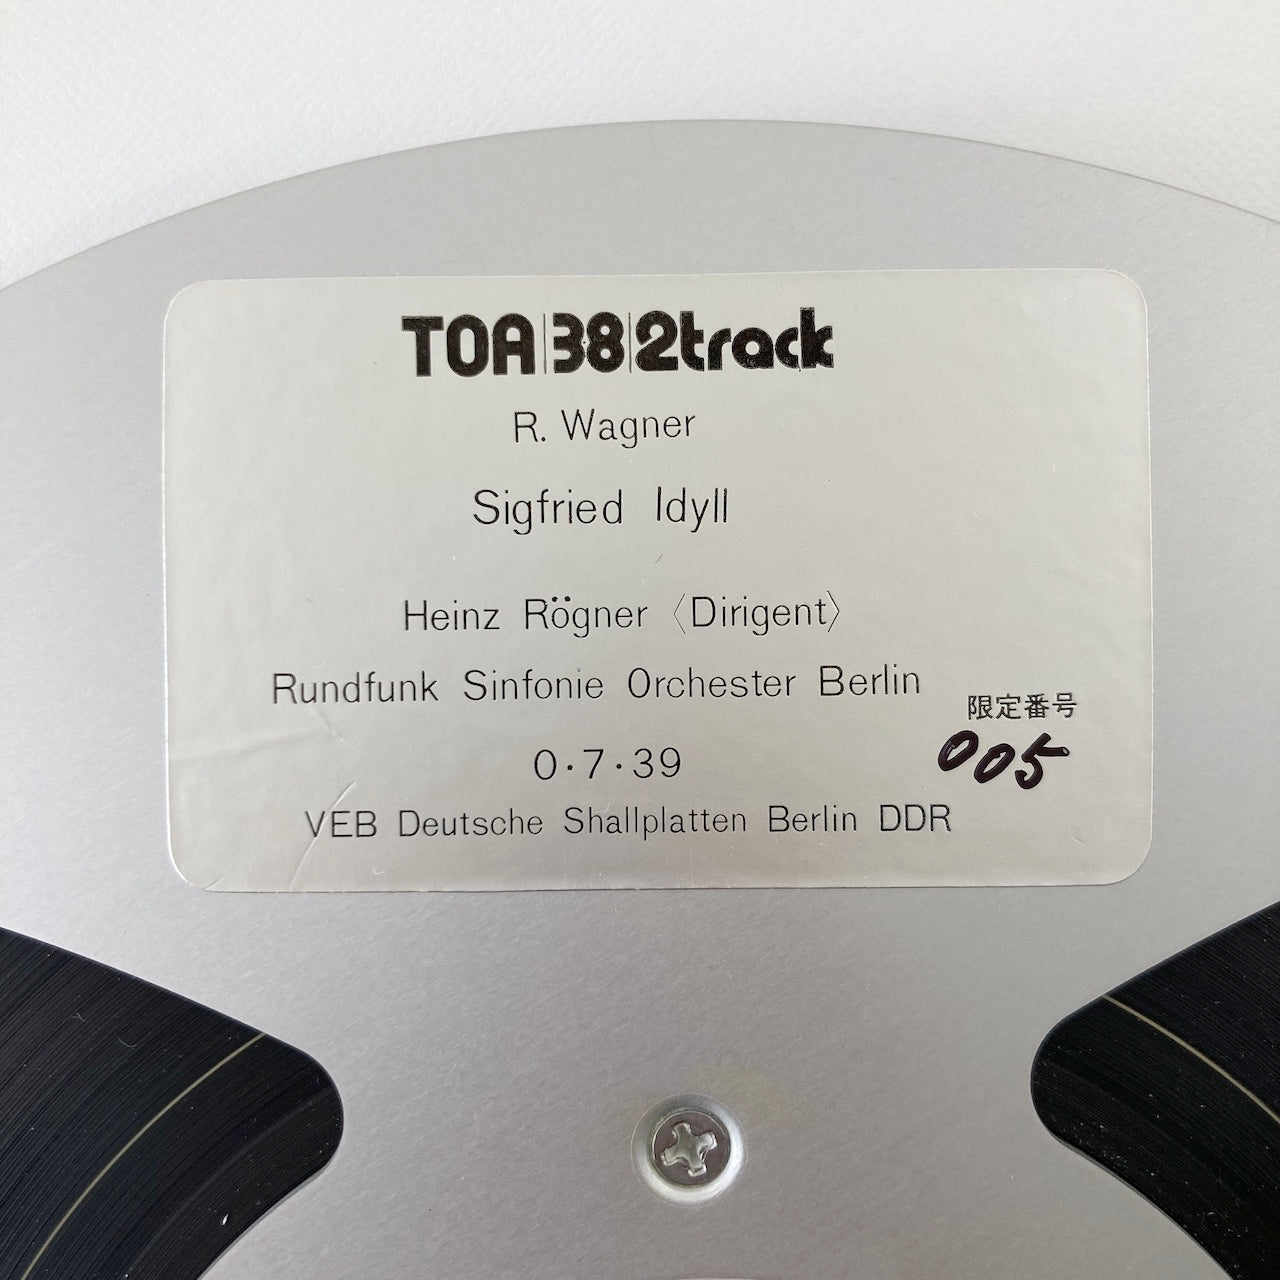 TOA|38|2track
R. Wagner
Sigfried Idyll
Heinz Rögner 〈Dirigent〉
Rundfunk Sinfonie Orchester Berlin
限定番号
005
0·7·39
VEB Deutsche Shallplatten Berlin DDR